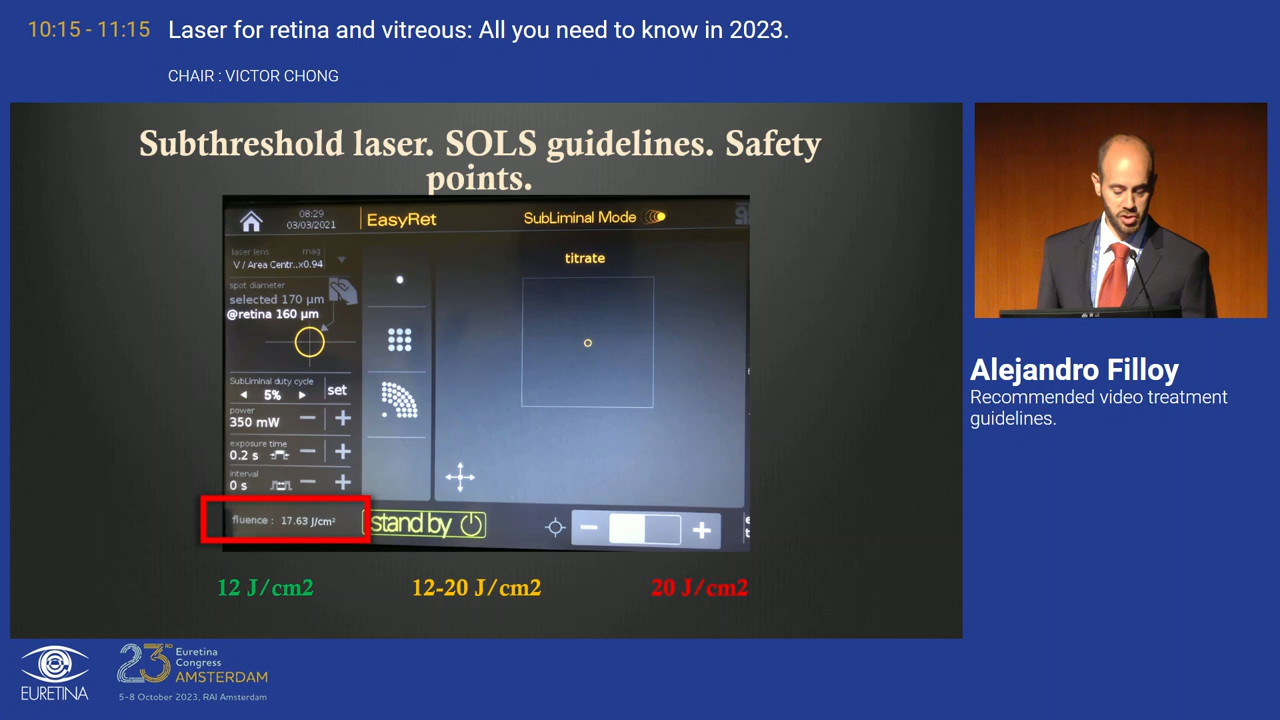 10:15 - 11:15 Laser for retina and vitreous: All you need to know in 2023.
CHAIR : VICTOR CHONG
Subthreshold laser. SOLS guidelines. Safety
points.
08:29
03/03/2021
EasyRet
SubLiminal Mode
laser lens mag
V / Area Centr..x0.94
spot diameter
selected 170 µm
@retina 160 µm
titrate
SubLiminal duty cycle
5% set
power
350 mW
exposure time
0.2 s
interval
0 s
fluence : 17.63 J/cm²
stand by
12 J/cm2 12-20 J/cm2 20 J/cm2
Alejandro Filloy
Recommended video treatment
guidelines.
EURETINA
23RD
Euretina
Congress
AMSTERDAM
5-8 October 2023, RAI Amsterdam